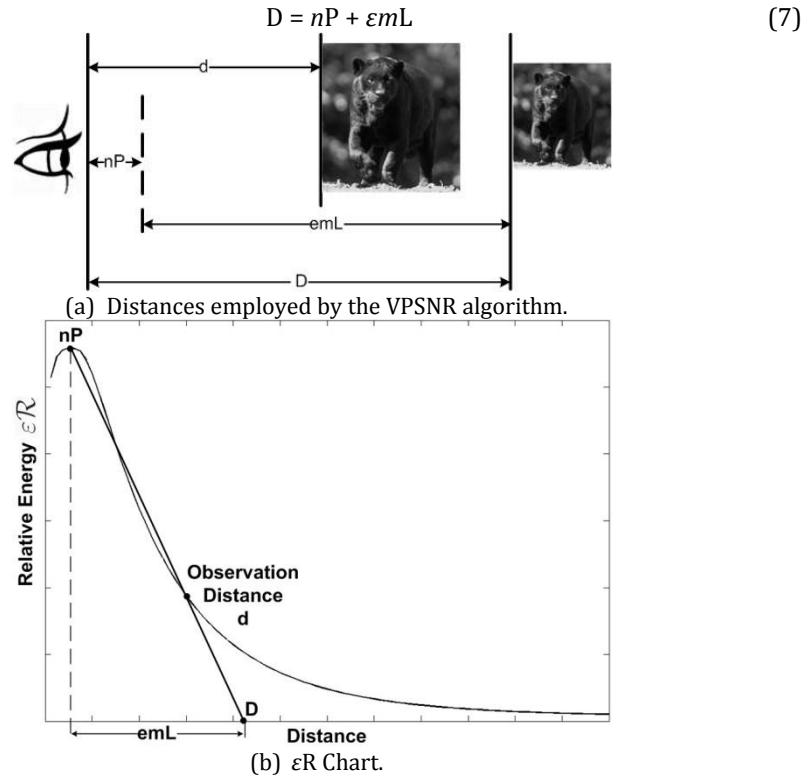 D = nP + εmL (7)
d
nP
emL
D
(a) Distances employed by the VPSNR algorithm.
nP
Relative Energy εR
Observation
Distance
d
D
emL
Distance
(b) εR Chart.